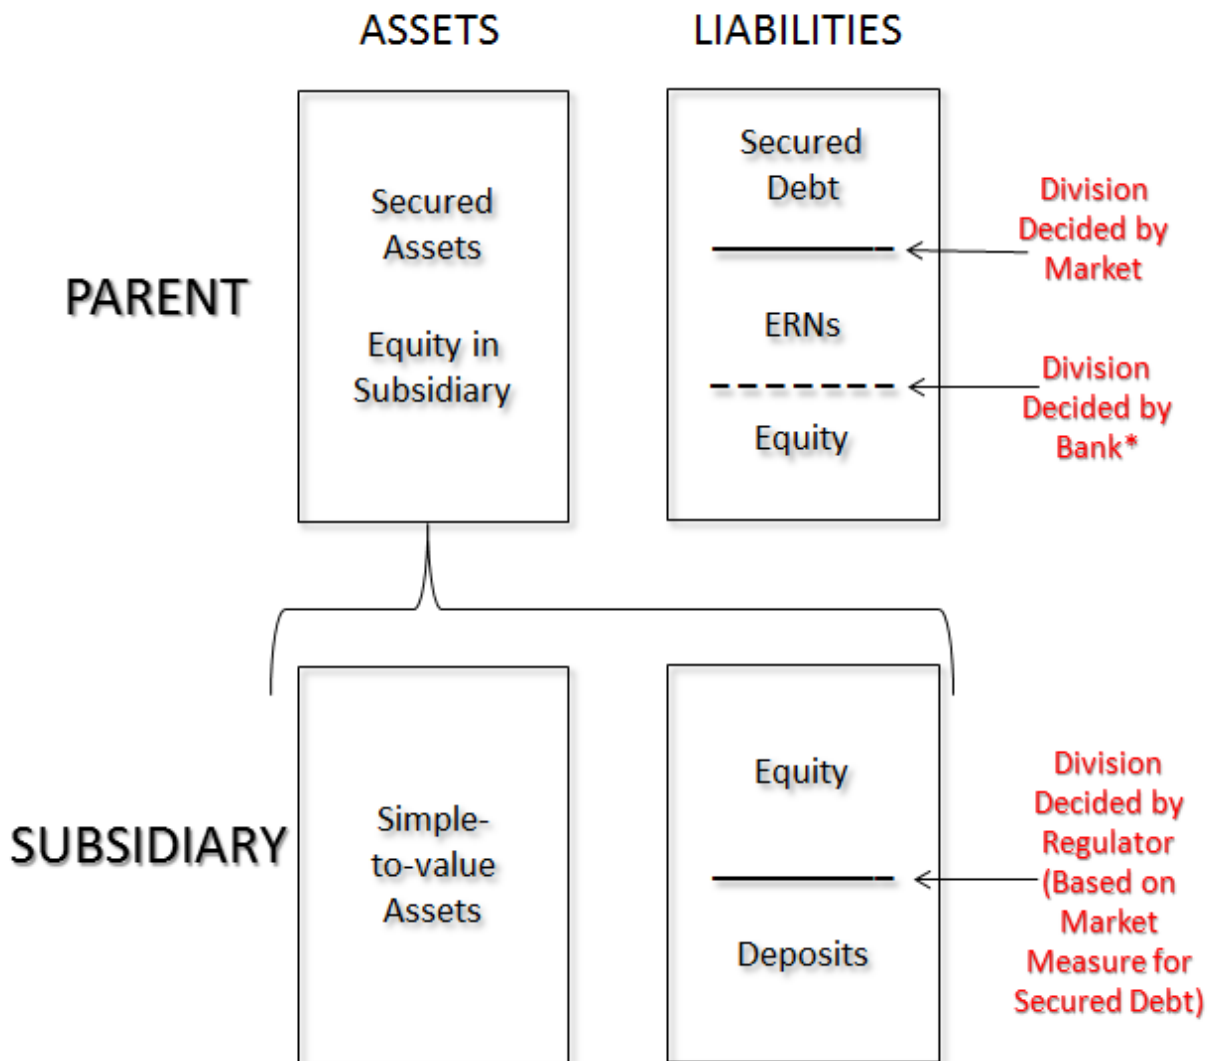 ASSETS
LIABILITIES
PARENT
Secured
Assets
Equity in
Subsidiary
Secured
Debt
ERNs
Equity
Division
Decided by
Market
Division
Decided by
Bank*
SUBSIDIARY
Simple-
to-value
Assets
Equity
Deposits
Division
Decided by
Regulator
(Based on
Market
Measure for
Secured Debt)